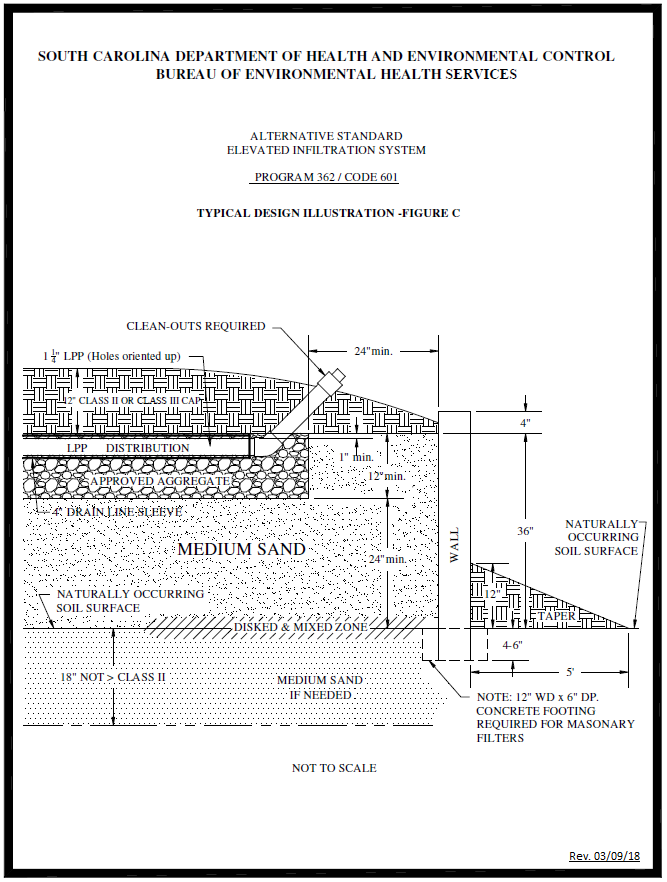 SOUTH CAROLINA DEPARTMENT OF HEALTH AND ENVIRONMENTAL CONTROL
BUREAU OF ENVIRONMENTAL HEALTH SERVICES
ALTERNATIVE STANDARD
ELEVATED INFILTRATION SYSTEM
PROGRAM 362 / CODE 601
TYPICAL DESIGN ILLUSTRATION -FIGURE C
CLEAN-OUTS REQUIRED
24"min.
1 1/4" LPP (Holes oriented up)
12" CLASS II OR CLASS III CAP
4"
LPP DISTRIBUTION
1" min.
12"min.
APPROVED AGGREGATE
4" DRAIN LINE SLEEVE
MEDIUM SAND
24"min.
WALL
36"
NATURALLY
OCCURRING
SOIL SURFACE
NATURALLY OCCURRING
SOIL SURFACE
12"
TAPER
DISKED & MIXED ZONE
4-6"
5'
18" NOT > CLASS II
MEDIUM SAND
IF NEEDED
NOTE: 12" WD x 6" DP.
CONCRETE FOOTING
REQUIRED FOR MASONARY
FILTERS
NOT TO SCALE
Rev. 03/09/18